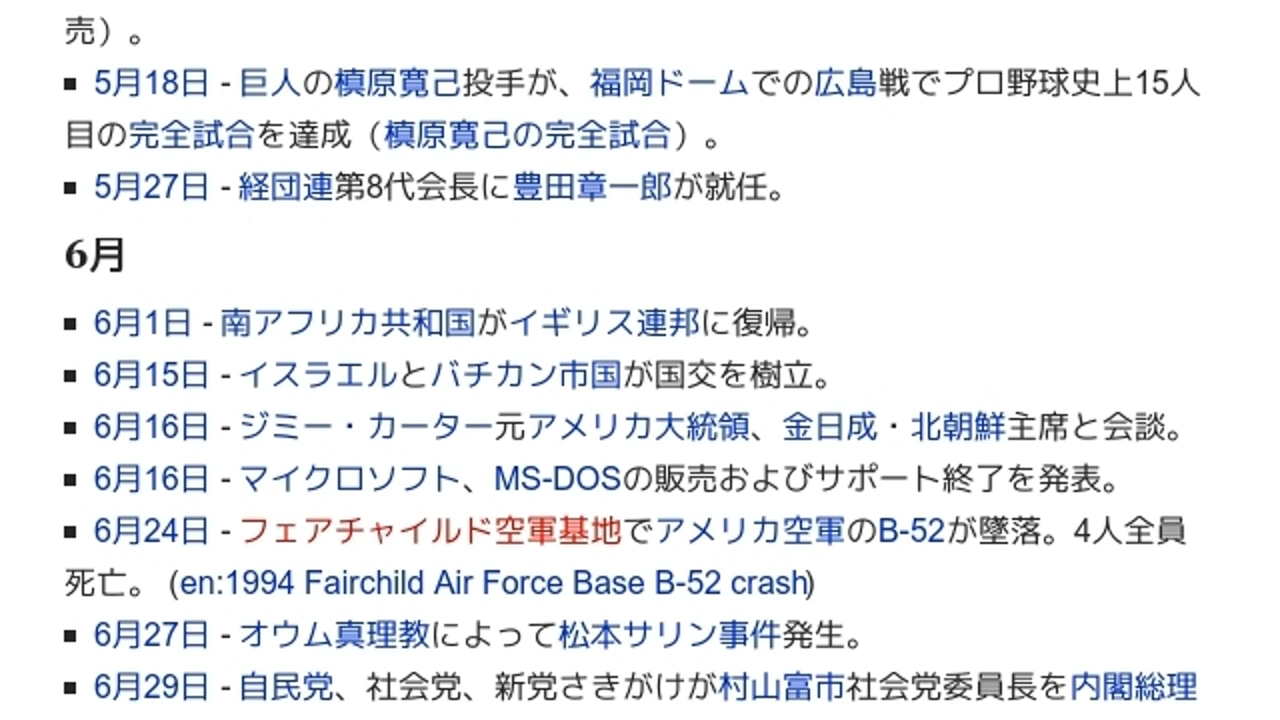 売）。
▪ 5月18日 - 巨人の槙原寛己投手が、福岡ドームでの広島戦でプロ野球史上15人
目の完全試合を達成（槙原寛己の完全試合）。
▪ 5月27日 - 経団連第8代会長に豊田章一郎が就任。
6月
▪ 6月1日 - 南アフリカ共和国がイギリス連邦に復帰。
▪ 6月15日 - イスラエルとバチカン市国が国交を樹立。
▪ 6月16日 - ジミー・カーター元アメリカ大統領、金日成・北朝鮮主席と会談。
▪ 6月16日 - マイクロソフト、MS-DOSの販売およびサポート終了を発表。
▪ 6月24日 - フェアチャイルド空軍基地でアメリカ空軍のB-52が墜落。4人全員
死亡。 (en:1994 Fairchild Air Force Base B-52 crash)
▪ 6月27日 - オウム真理教によって松本サリン事件発生。
▪ 6月29日 - 自民党、社会党、新党さきがけが村山富市社会党委員長を内閣総理